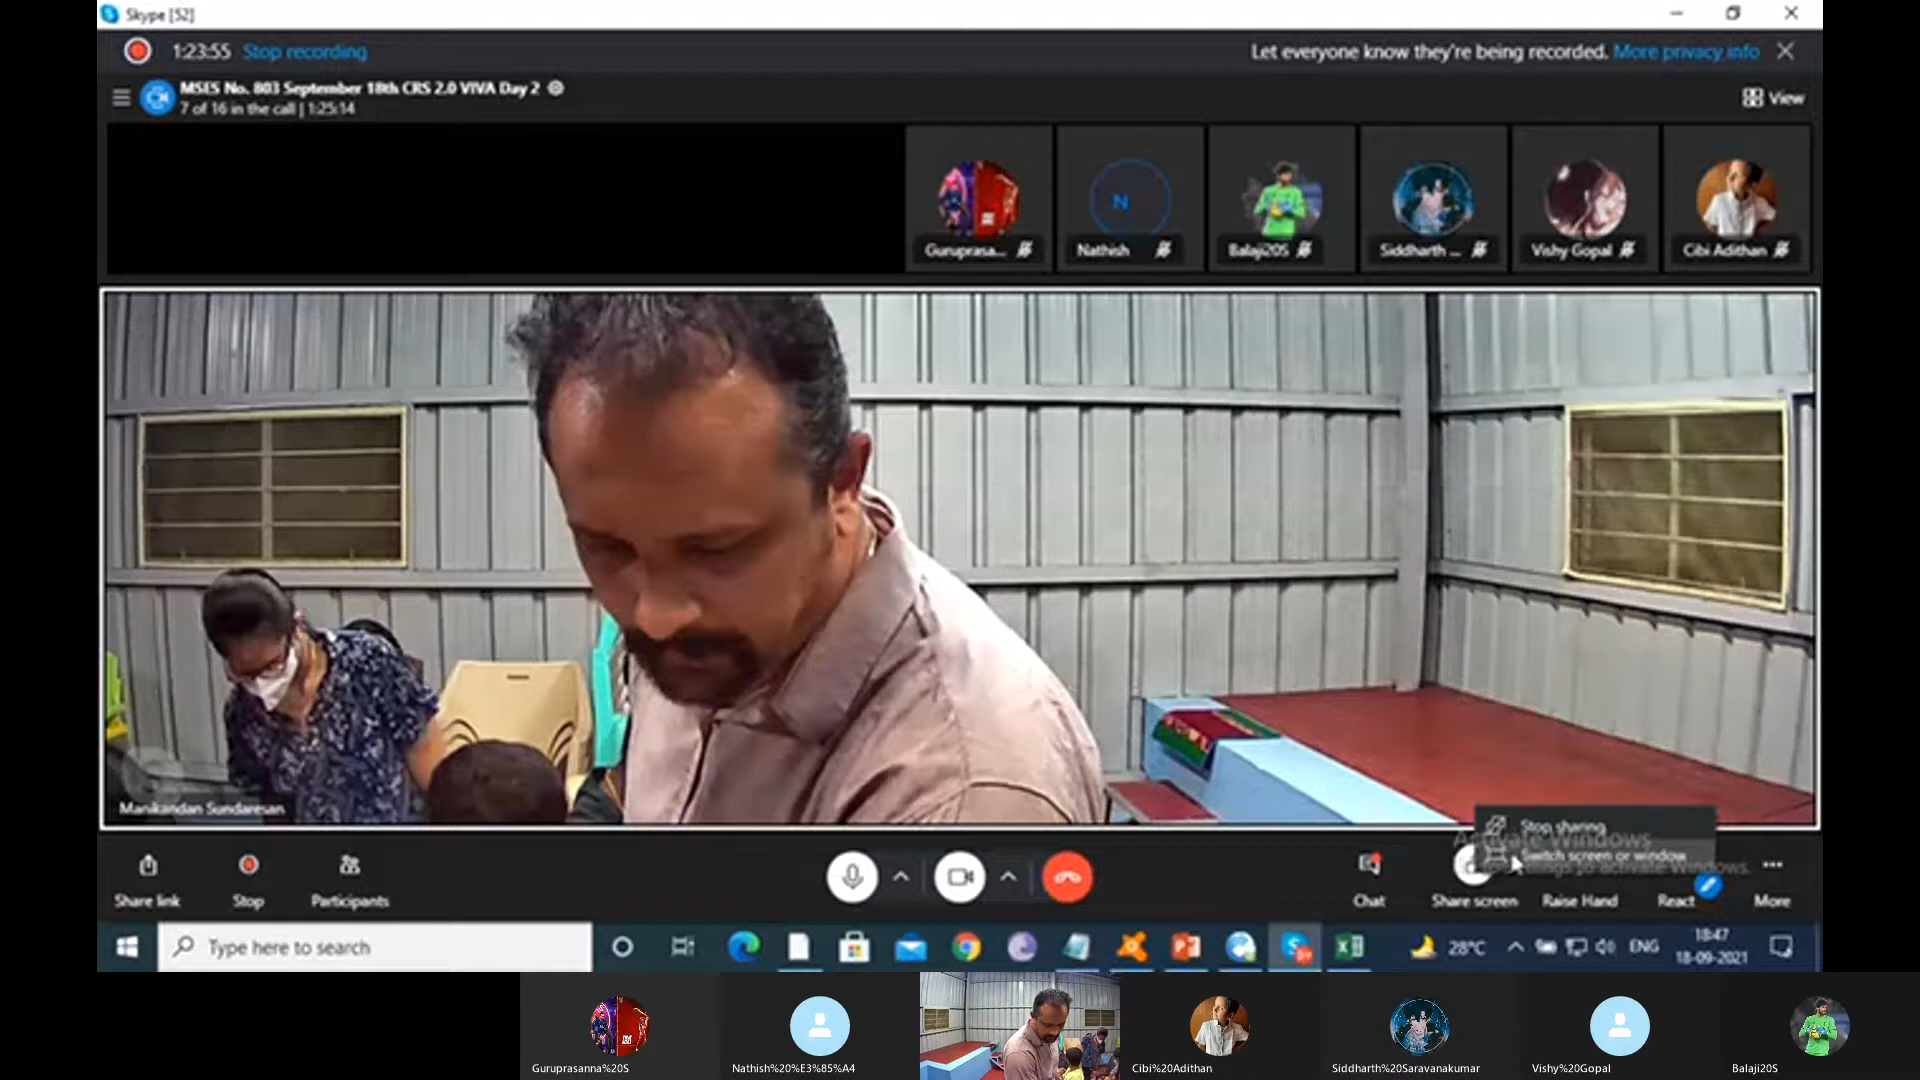 Skype [52]
1:23:55 Stop recording
Let everyone know they're being recorded. More privacy info
MSES No. 803 September 18th CRS 2.0 VIVA Day 2
7 of 16 in the call | 1:25:14
View
Guruprasa...
N
Nathish
Balaji20S
Siddharth ...
Vishy Gopal
Cibi Adithan
Manikandan Sundaresan
Stop sharing
Activate Windows
Switch screen or window
Share link
Stop
Participants
Chat
Share screen
Raise Hand
React
More
Type here to search
28°C
ENG
18:47
18-09-2021
Guruprasanna%20S
Nathish%20%E3%85%A4
Cibi%20Adithan
Siddharth%20Saravanakumar
Vishy%20Gopal
Balaji20S